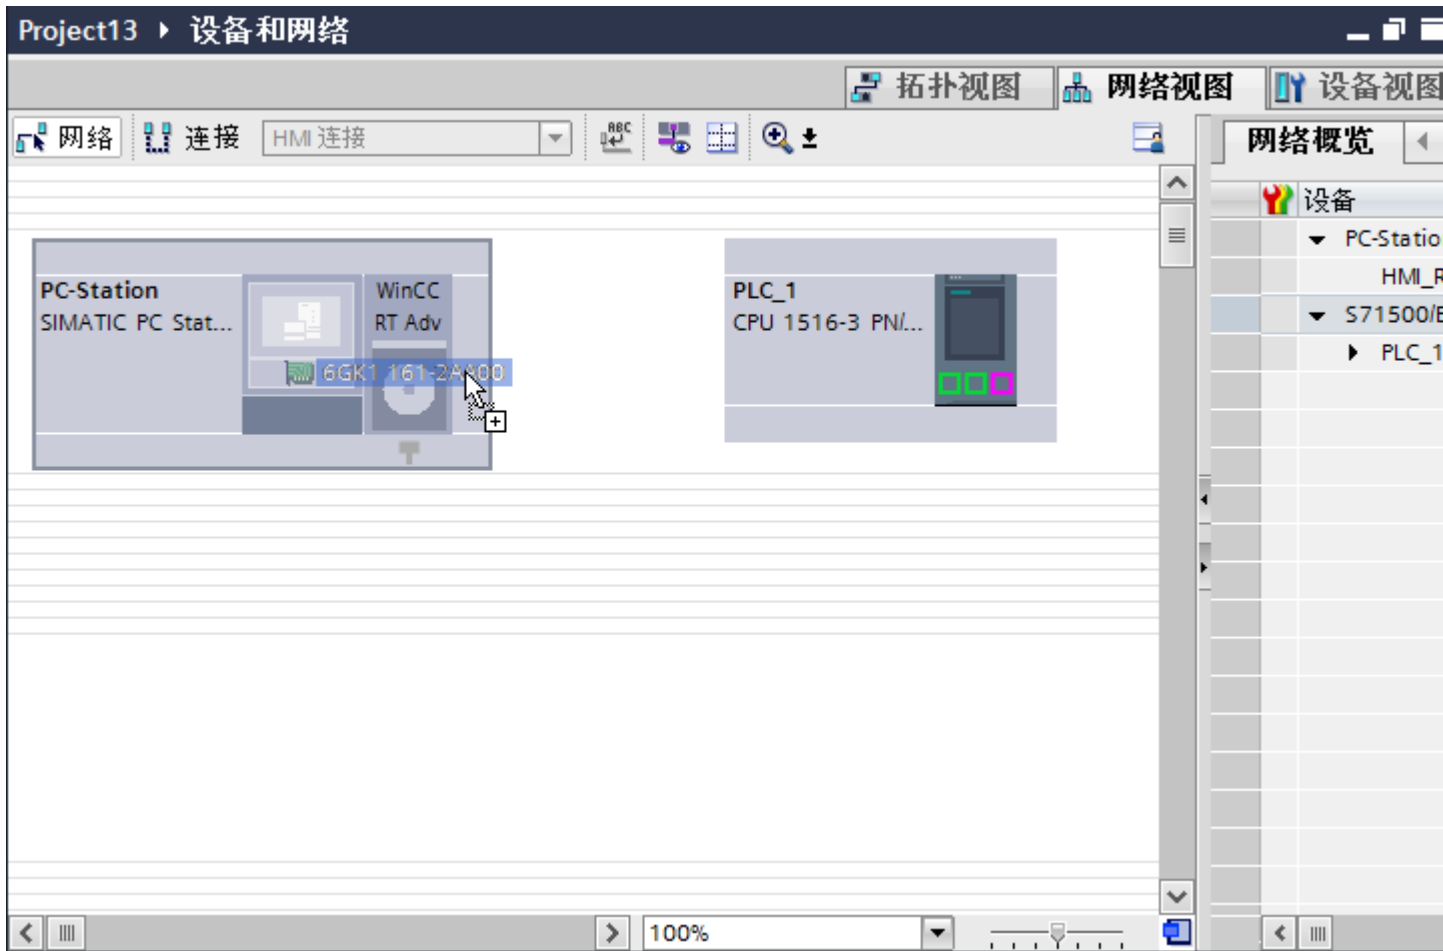 Project13 ▸ 设备和网络
拓扑视图 网络视图 设备视图
网络 连接 HMI 连接 ABC
网络概览
设备
PC-Statio
HMI_R
S71500/E
PLC_1
PC-Station
SIMATIC PC Stat...
WinCC
RT Adv
6GK1 161-2AA00
PLC_1
CPU 1516-3 PN/...
100%